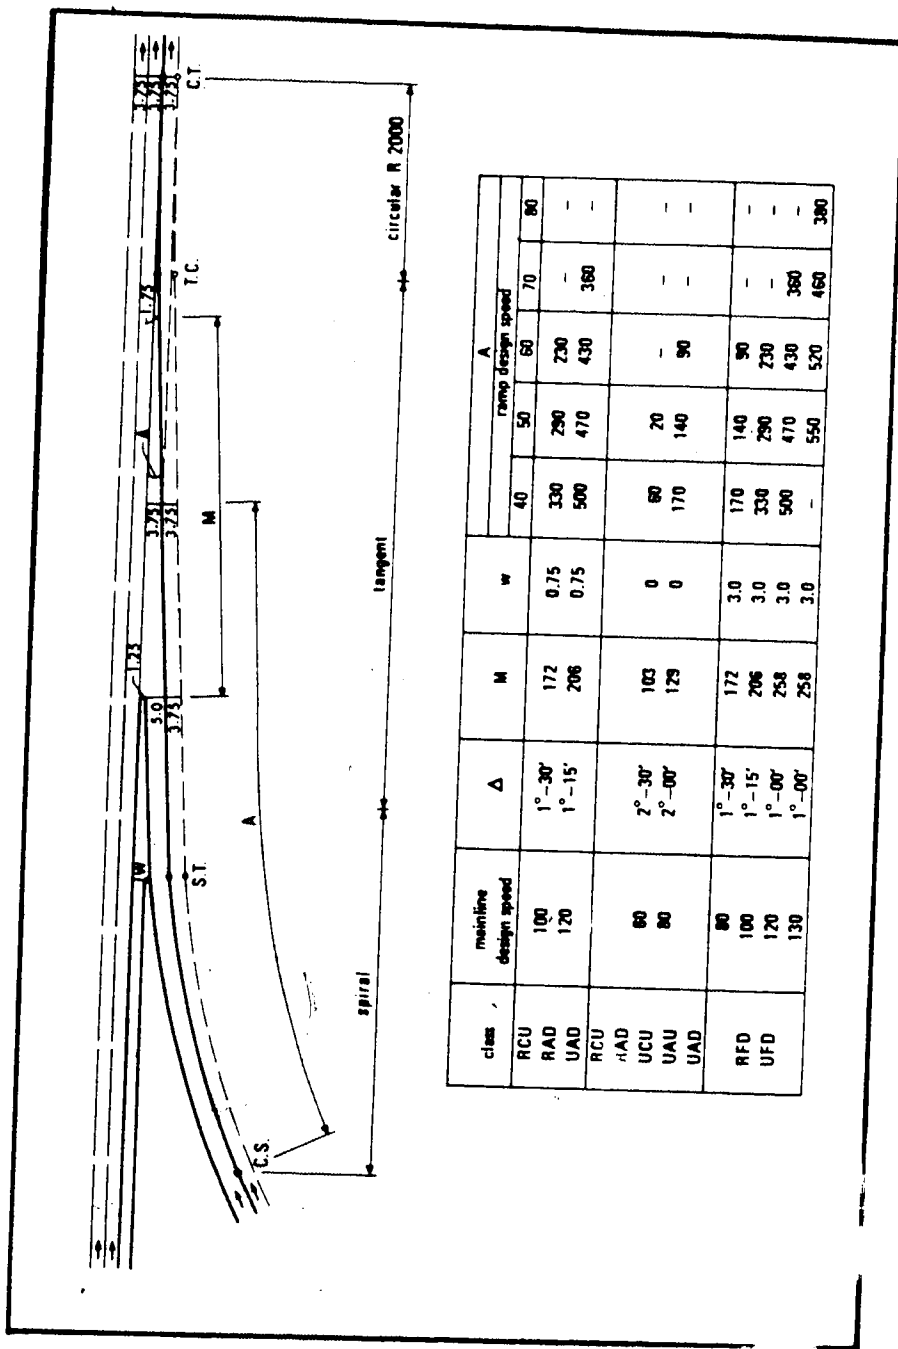 3.75
3.75
3.75
C.T.
circular R 2000
T.C.
1.75
Δ
3.75
3.75
M
tangent
1.25
5.0
3.75
A
W
S.T.
spiral
C.S.
class mainline design speed Δ M w A
ramp design speed
40 50 60 70 80
RCU
RAD 100 1°-30' 172 0.75 330 290 230 - -
UAD 120 1°-15' 206 0.75 500 470 430 360 -
RCU
RAD
UCU 60 2°-30' 103 0 60 20 - - -
UAU 80 2°-00' 129 0 170 140 90 - -
UAD
80 1°-30' 172 3.0 170 140 90 - -
RFD 100 1°-15' 206 3.0 330 290 230 - -
UFD 120 1°-00' 258 3.0 500 470 430 360 -
130 1°-00' 258 3.0 - 550 520 460 380